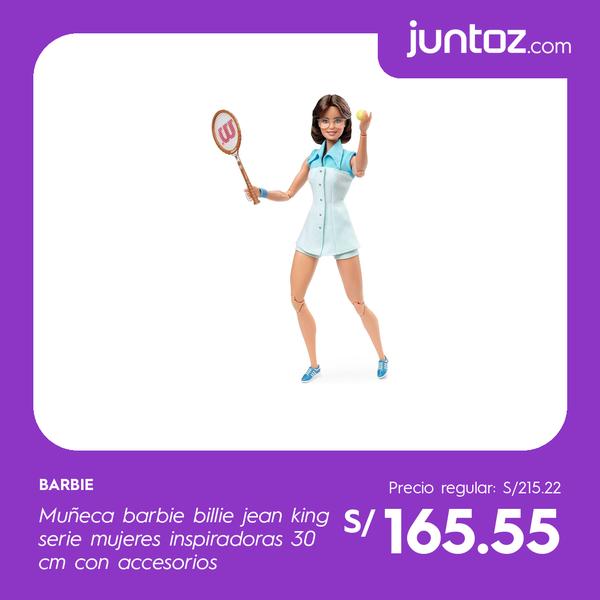 juntoz.com
W
BARBIE
Muñeca barbie billie jean king
serie mujeres inspiradoras 30
cm con accesorios
Precio regular: S/215.22
S/ 165.55